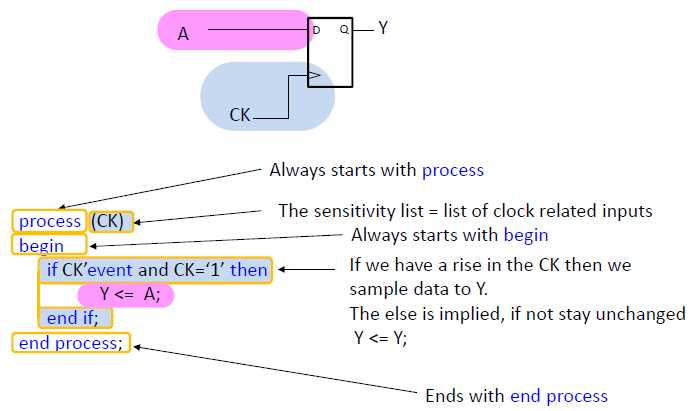 A
D Q
Y
CK
Always starts with process
process (CK)
The sensitivity list = list of clock related inputs
begin
Always starts with begin
if CK’event and CK=‘1’ then
If we have a rise in the CK then we
sample data to Y.
Y <= A;
The else is implied, if not stay unchanged
end if;
Y <= Y;
end process;
Ends with end process